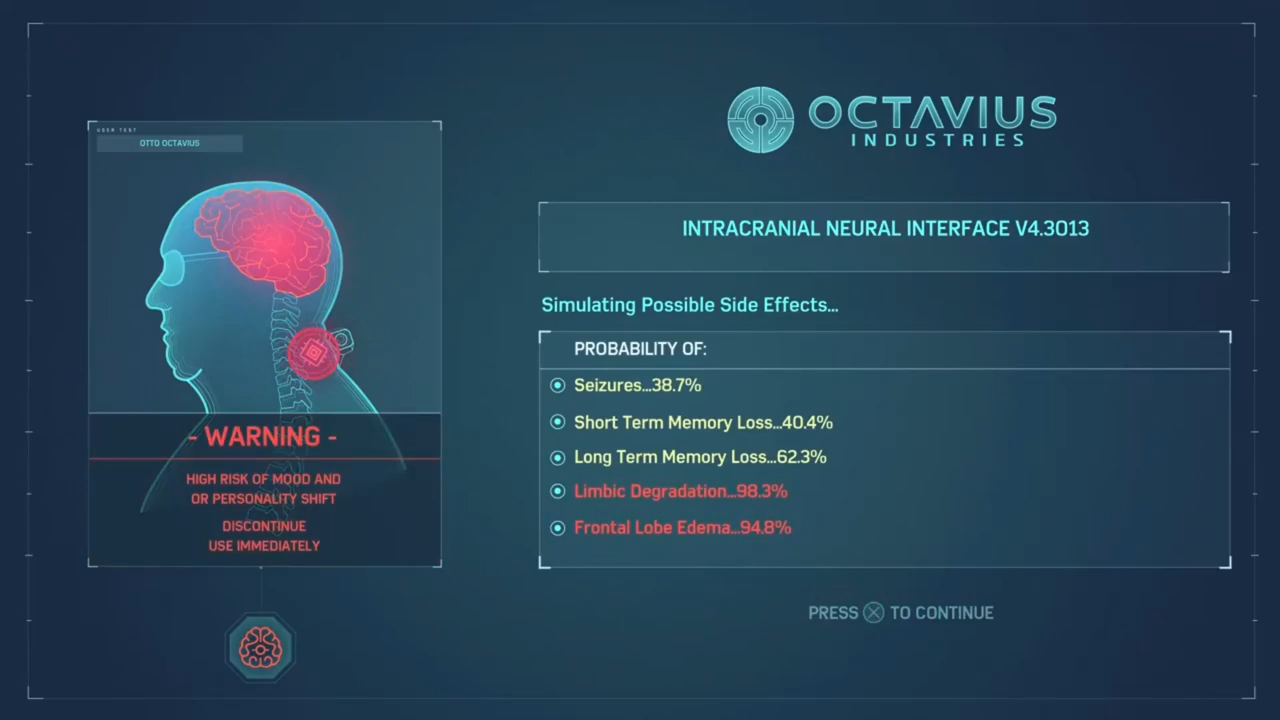 USER TEST
OTTO OCTAVIUS
- WARNING -
HIGH RISK OF MOOD AND
OR PERSONALITY SHIFT
DISCONTINUE
USE IMMEDIATELY
OCTAVIUS
INDUSTRIES
INTRACRANIAL NEURAL INTERFACE V4.3013
Simulating Possible Side Effects...
PROBABILITY OF:
Seizures...38.7%
Short Term Memory Loss...40.4%
Long Term Memory Loss...62.3%
Limbic Degradation...98.3%
Frontal Lobe Edema...94.8%
PRESS ⓧ TO CONTINUE